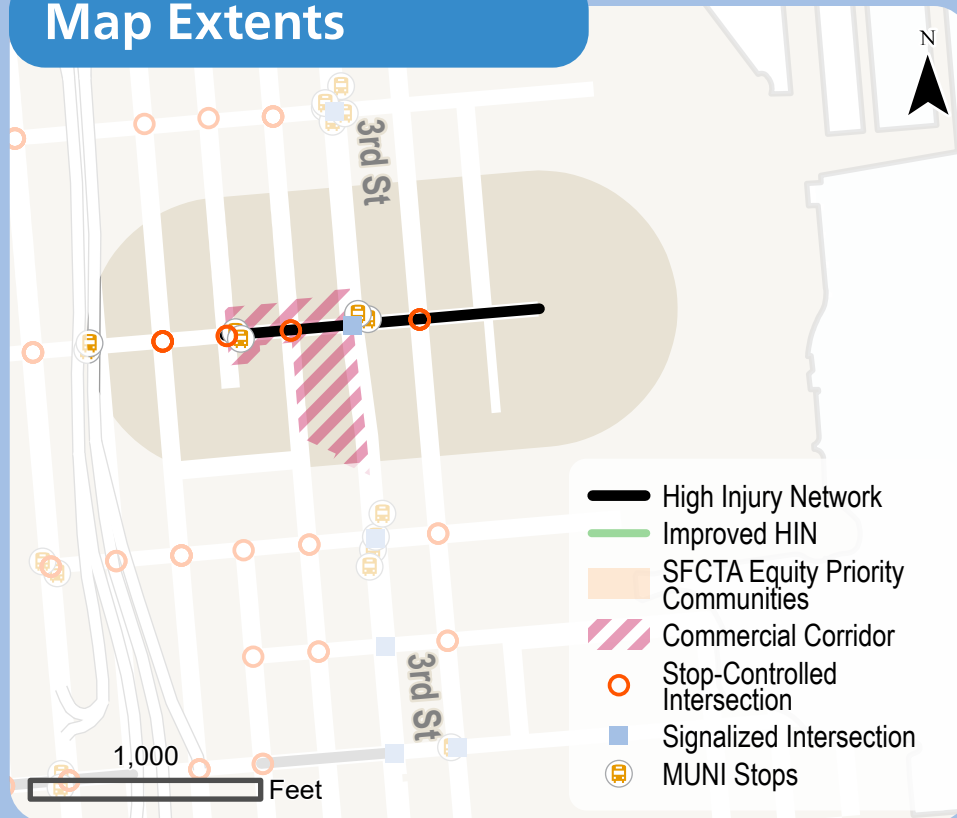 Map Extents
N
3rd St
3rd St
High Injury Network
Improved HIN
SFCTA Equity Priority
Communities
Commercial Corridor
Stop-Controlled
Intersection
Signalized Intersection
MUNI Stops
1,000
Feet